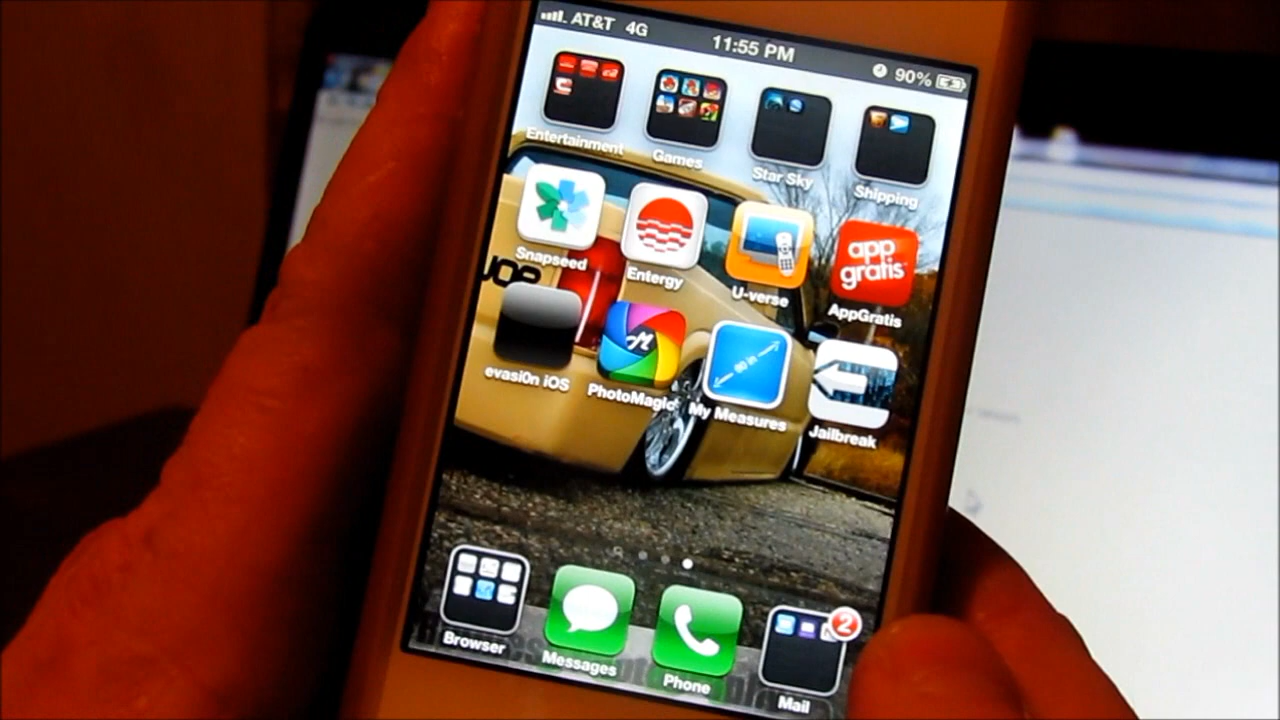 AT&T 4G 11:55 PM 90%
Entertainment Games Star Sky Shipping
app
gratis
Snapseed Entergy U-verse AppGratis
M
evasi0n iOS PhotoMagic My Measures Jailbreak
2
Browser Messages Phone Mail